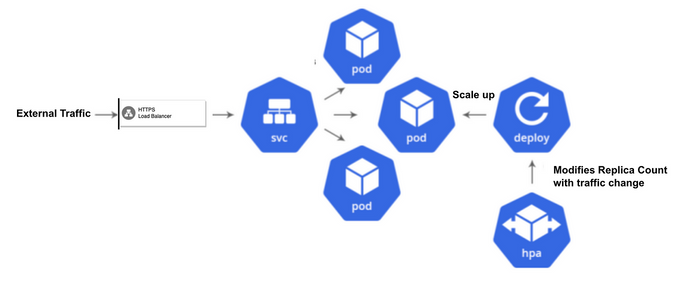 External Traffic
HTTPS
Load Balancer
svc
pod
pod
pod
Scale up
deploy
Modifies Replica Count
with traffic change
hpa